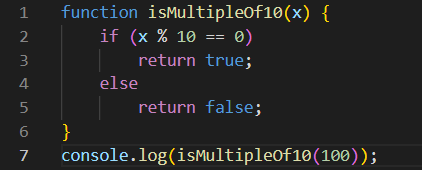 1 function isMultipleOf10(x) {
2     if (x % 10 == 0)
3         return true;
4     else
5         return false;
6 }
7 console.log(isMultipleOf10(100));